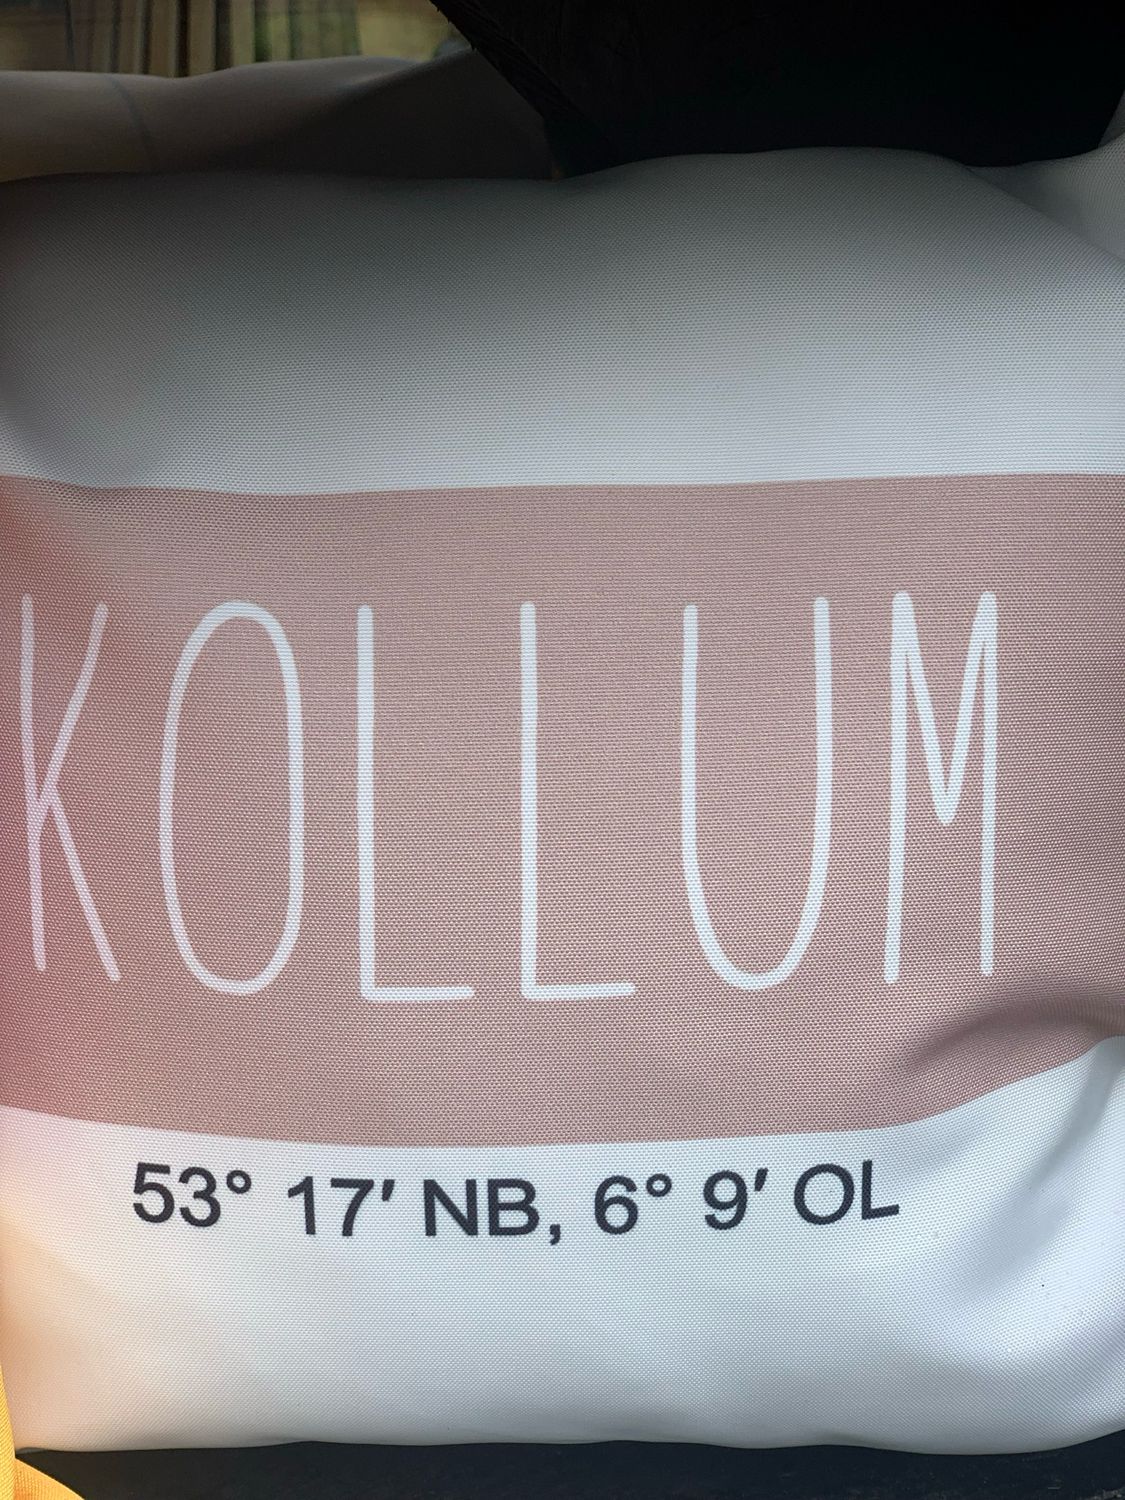 KOLLUM
53° 17′ NB, 6° 9′ OL